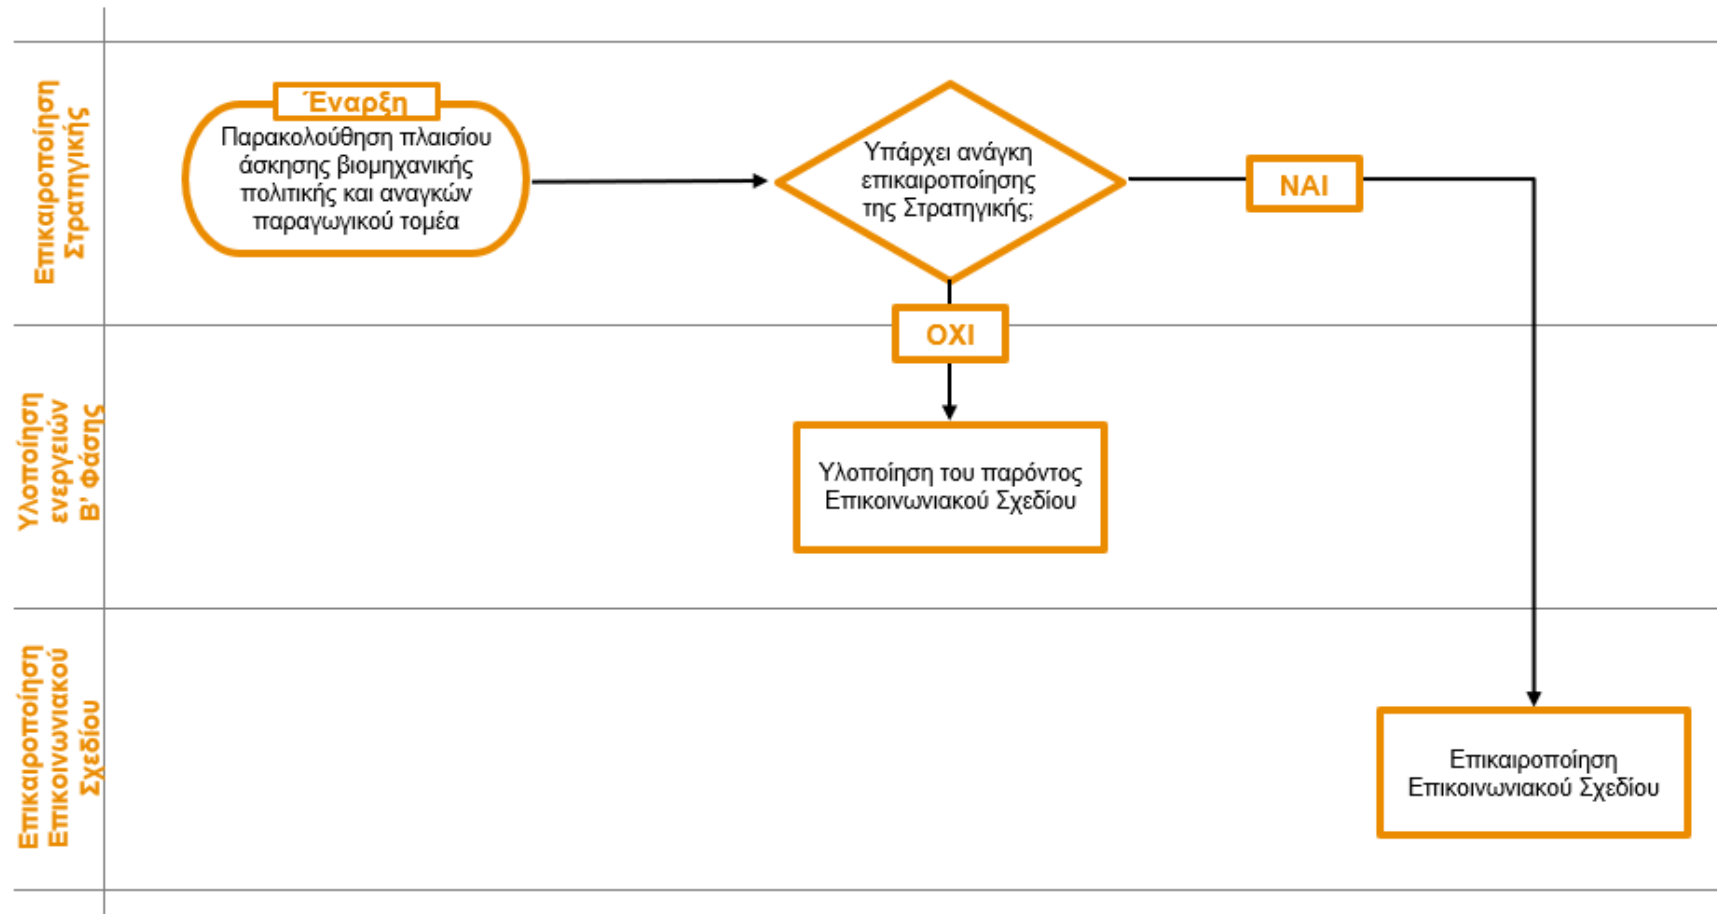 Επικαιροποίηση
Στρατηγικής
Έναρξη
Παρακολούθηση πλαισίου
άσκησης βιομηχανικής
πολιτικής και αναγκών
παραγωγικού τομέα
Υπάρχει ανάγκη
επικαιροποίησης
της Στρατηγικής;
ΝΑΙ
ΟΧΙ
Υλοποίηση
ενεργειών
Β' Φάσης
Υλοποίηση του παρόντος
Επικοινωνιακού Σχεδίου
Επικαιροποίηση
Επικοινωνιακού
Σχεδίου
Επικαιροποίηση
Επικοινωνιακού Σχεδίου